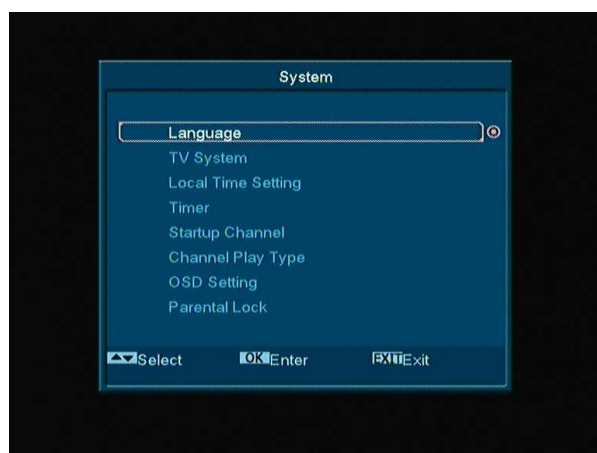 System
Language
TV System
Local Time Setting
Timer
Startup Channel
Channel Play Type
OSD Setting
Parental Lock
Select OK Enter EXIT Exit